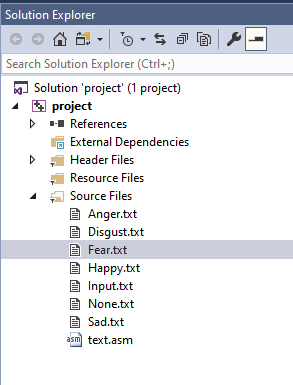 Solution Explorer
Search Solution Explorer (Ctrl+;)
Solution 'project' (1 project)
project
References
External Dependencies
Header Files
Resource Files
Source Files
Anger.txt
Disgust.txt
Fear.txt
Happy.txt
Input.txt
None.txt
Sad.txt
asm text.asm